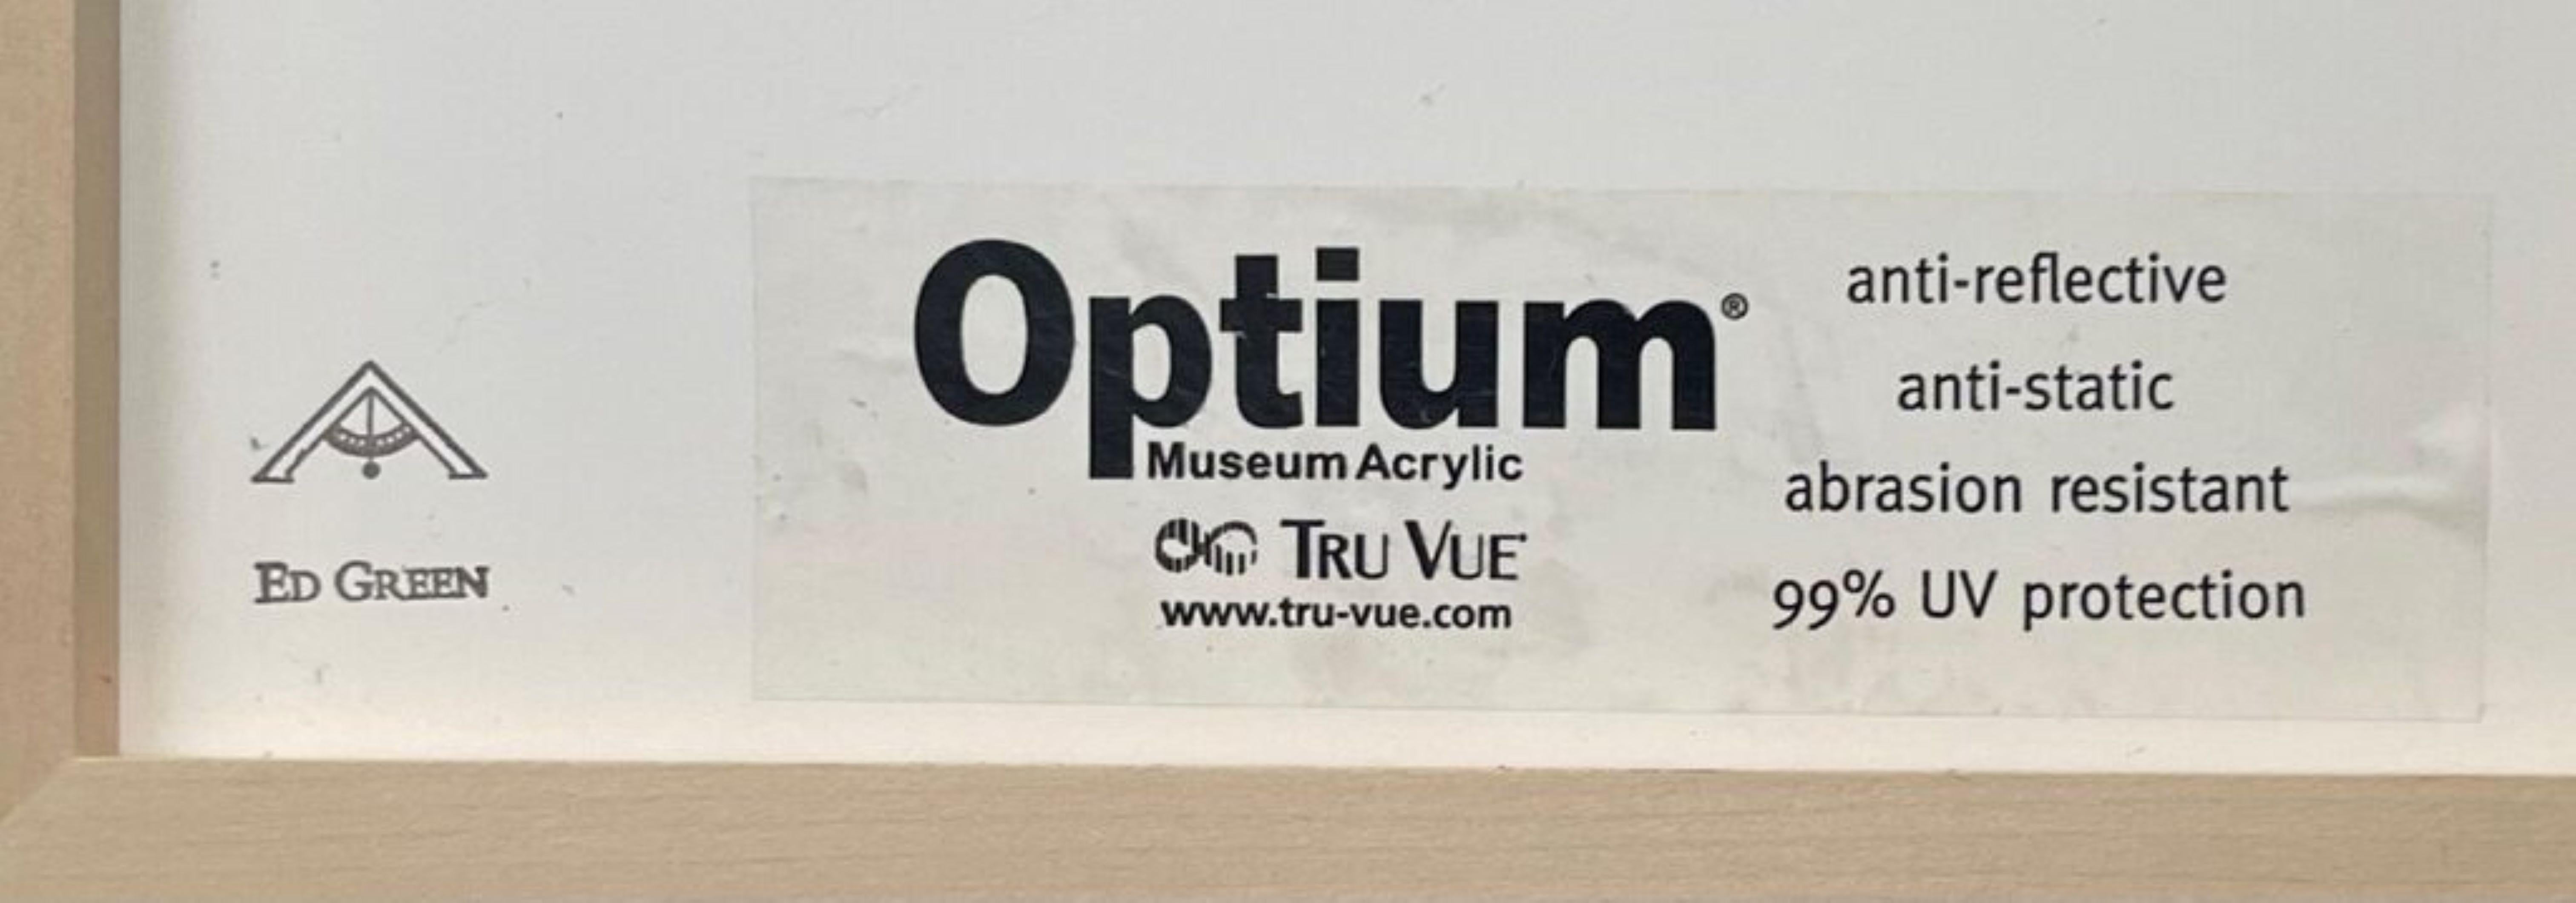 ED GREEN
Optium®
Museum Acrylic
TRU VUE
www.tru-vue.com
anti-reflective
anti-static
abrasion resistant
99% UV protection